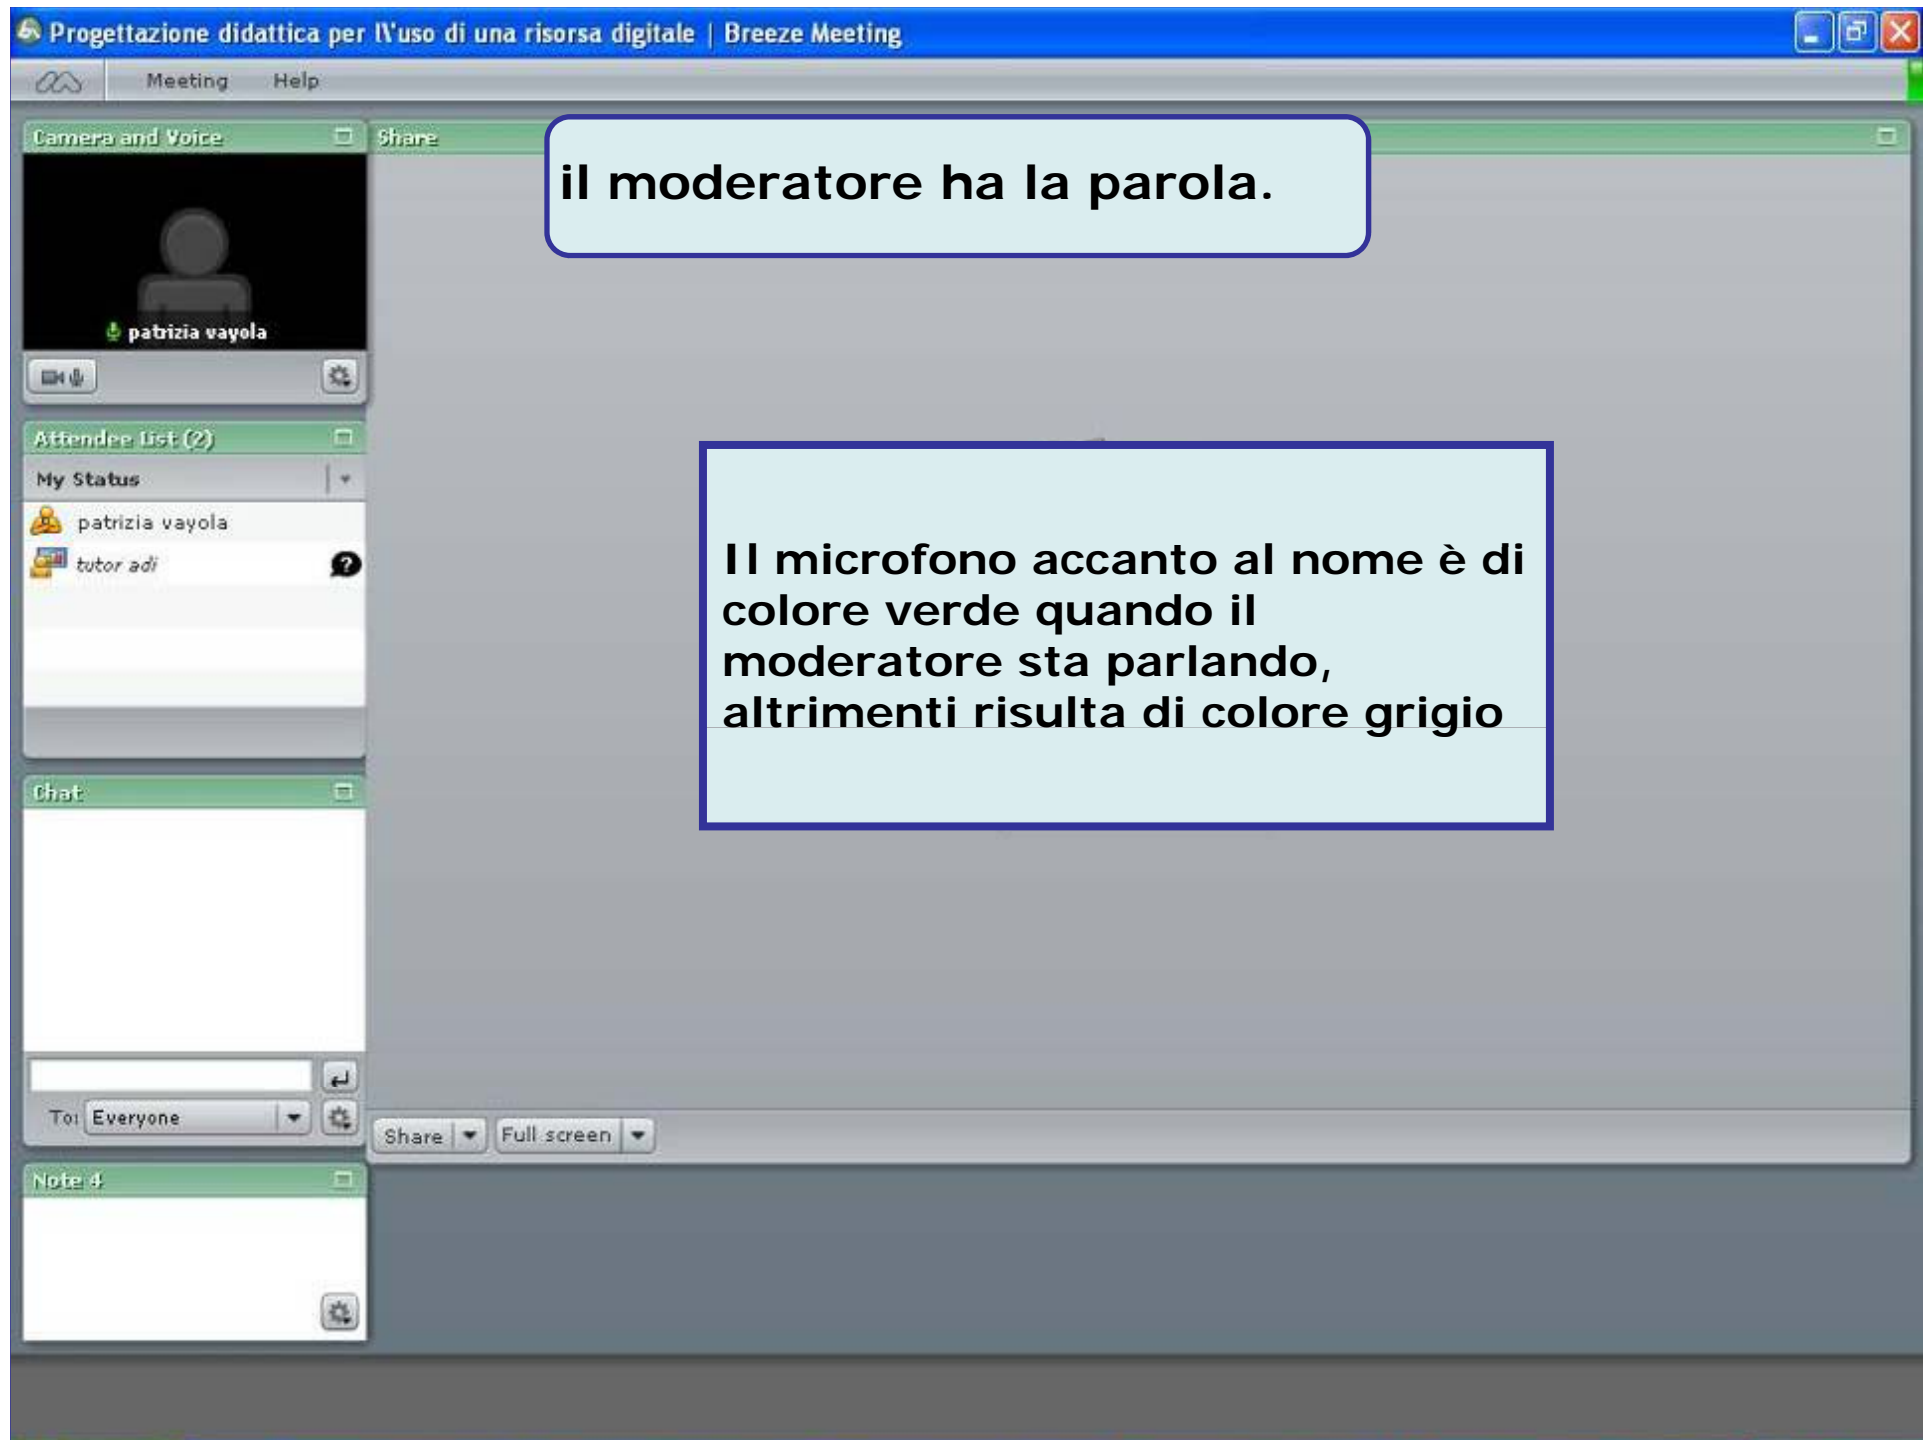 Progettazione didattica per l\'uso di una risorsa digitale | Breeze Meeting
Meeting Help
Camera and Voice
patrizia vayola
Attendee List (2)
My Status
patrizia vayola
tutor adi
Chat
To: Everyone
Note 4
Share
il moderatore ha la parola.
Il microfono accanto al nome è di
colore verde quando il
moderatore sta parlando,
altrimenti risulta di colore grigio
Share Full screen